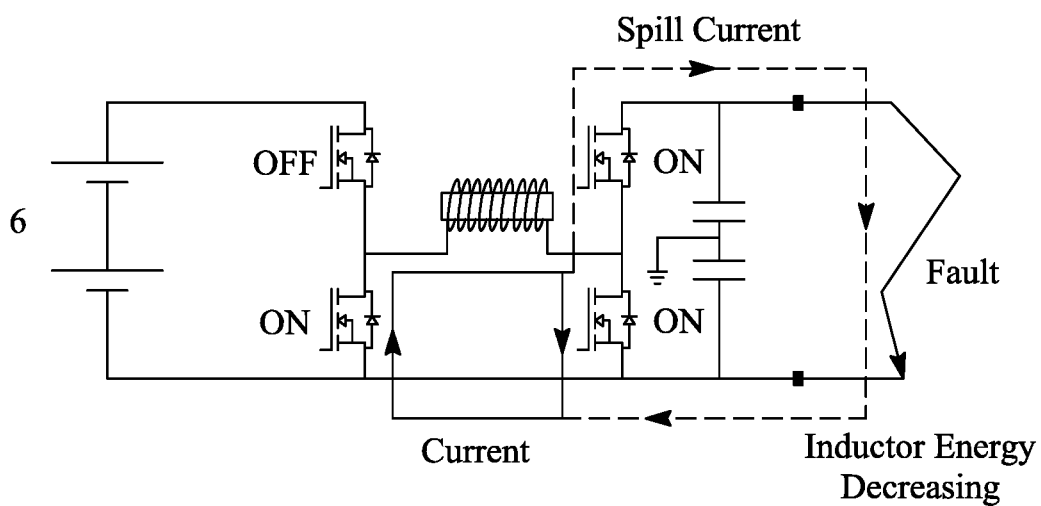 Spill Current
OFF
ON
6
Fault
ON
ON
Current
Inductor Energy
Decreasing